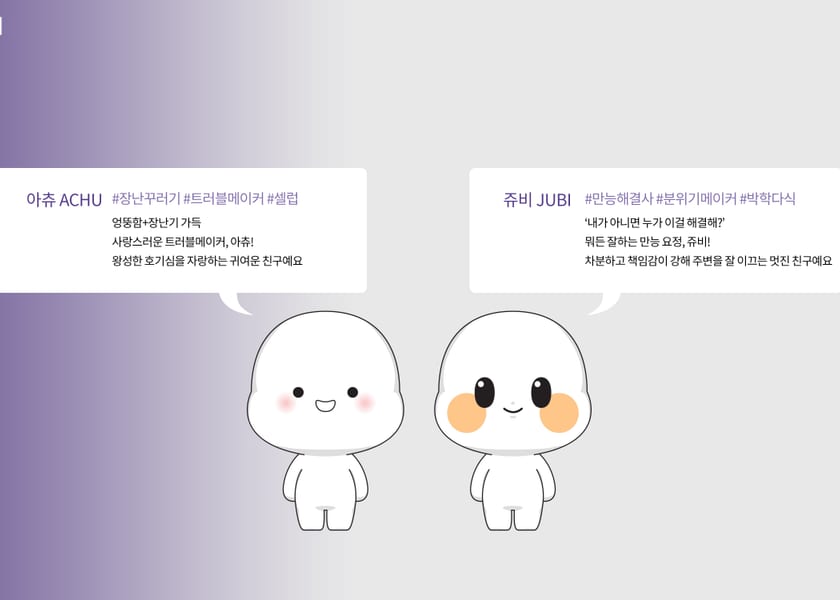 아츄 ACHU #장난꾸러기 #트러블메이커 #셀럽
엉뚱함+장난기 가득
사랑스러운 트러블메이커, 아츄!
왕성한 호기심을 자랑하는 귀여운 친구예요
쥬비 JUBI #만능해결사 #분위기메이커 #박학다식
‘내가 아니면 누가 이걸 해결해?’
뭐든 잘하는 만능 요정, 쥬비!
차분하고 책임감이 강해 주변을 잘 이끄는 멋진 친구예요